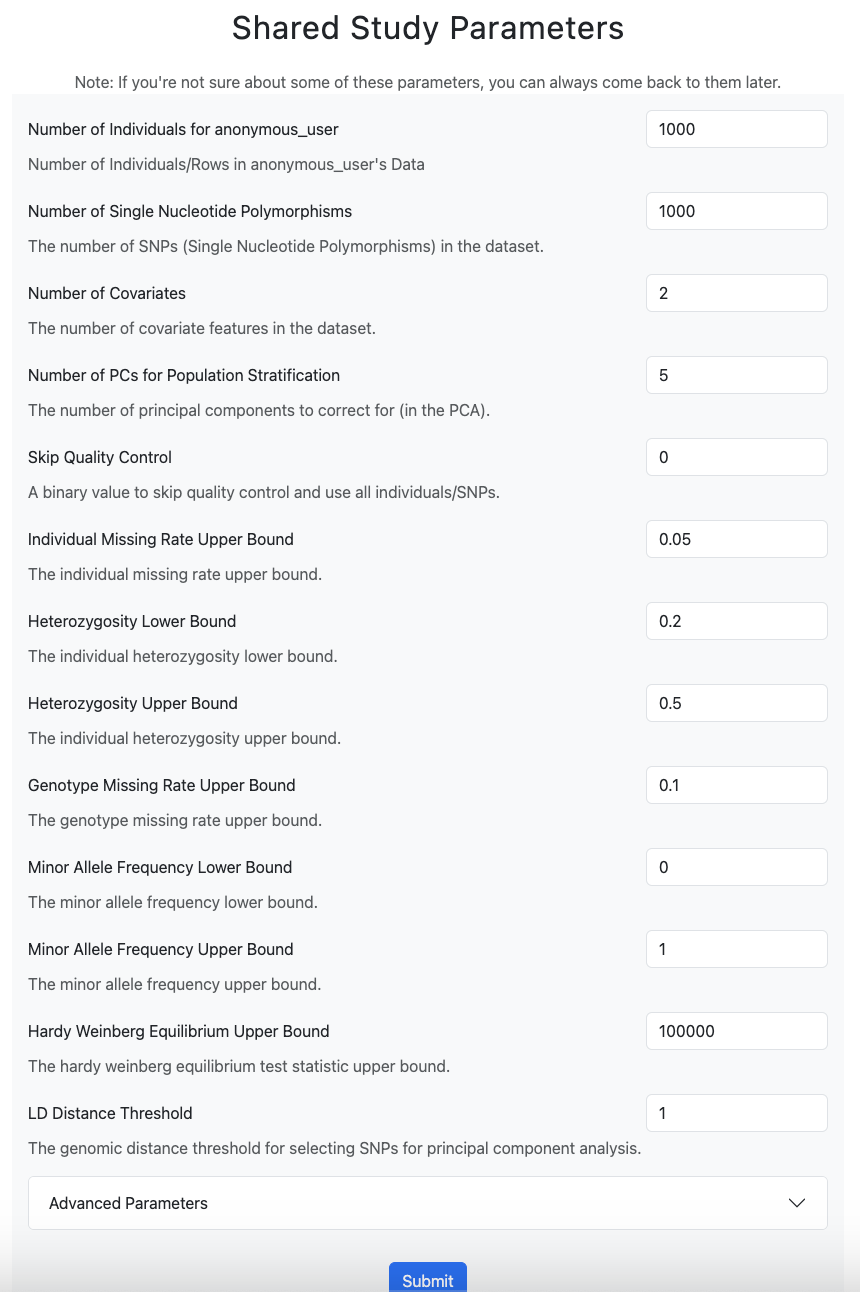 Shared Study Parameters
Note: If you're not sure about some of these parameters, you can always come back to them later.
Number of Individuals for anonymous_user
1000
Number of Individuals/Rows in anonymous_user's Data
Number of Single Nucleotide Polymorphisms
1000
The number of SNPs (Single Nucleotide Polymorphisms) in the dataset.
Number of Covariates
2
The number of covariate features in the dataset.
Number of PCs for Population Stratification
5
The number of principal components to correct for (in the PCA).
Skip Quality Control
0
A binary value to skip quality control and use all individuals/SNPs.
Individual Missing Rate Upper Bound
0.05
The individual missing rate upper bound.
Heterozygosity Lower Bound
0.2
The individual heterozygosity lower bound.
Heterozygosity Upper Bound
0.5
The individual heterozygosity upper bound.
Genotype Missing Rate Upper Bound
0.1
The genotype missing rate upper bound.
Minor Allele Frequency Lower Bound
0
The minor allele frequency lower bound.
Minor Allele Frequency Upper Bound
1
The minor allele frequency upper bound.
Hardy Weinberg Equilibrium Upper Bound
100000
The hardy weinberg equilibrium test statistic upper bound.
LD Distance Threshold
1
The genomic distance threshold for selecting SNPs for principal component analysis.
Advanced Parameters
Submit